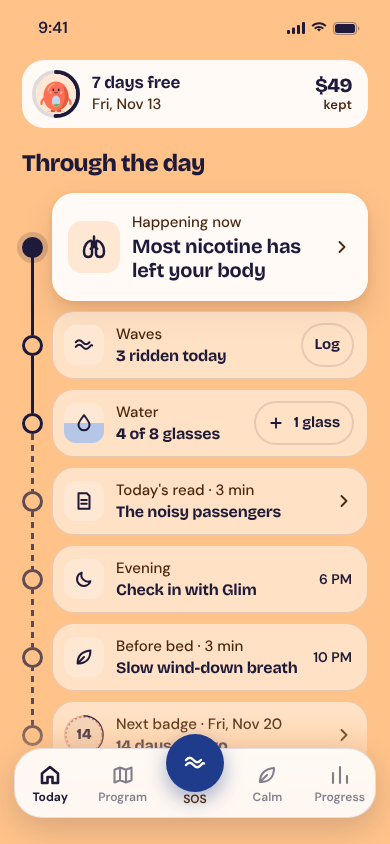 9:41
7 days free
Fri, Nov 13
$49
kept
Through the day
Happening now
Most nicotine has
left your body
Waves
3 ridden today
Log
Water
4 of 8 glasses
+ 1 glass
Today's read · 3 min
The noisy passengers
Evening
Check in with Glim
6 PM
Before bed · 3 min
Slow wind-down breath
10 PM
14
Next badge · Fri, Nov 20
14 days
Today
Program
SOS
Calm
Progress